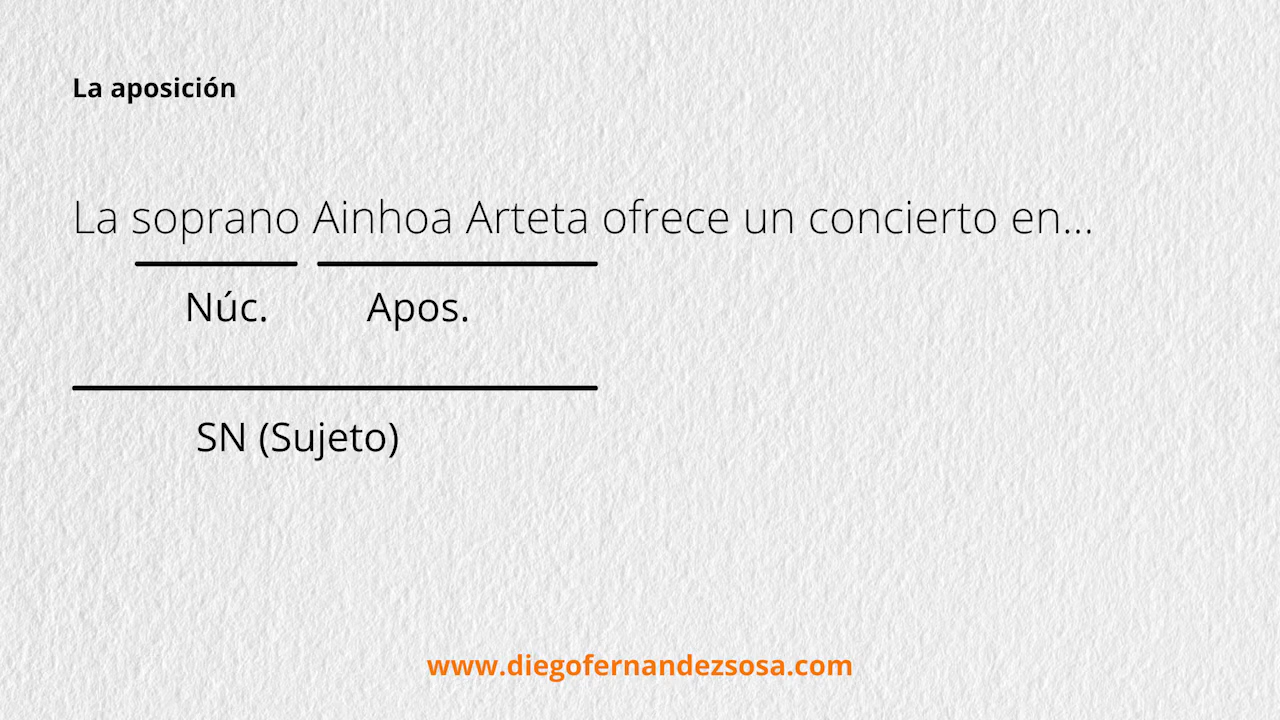 La aposición
La soprano Ainhoa Arteta ofrece un concierto en...
Núc. Apos.
SN (Sujeto)
www.diegofernandezsosa.com